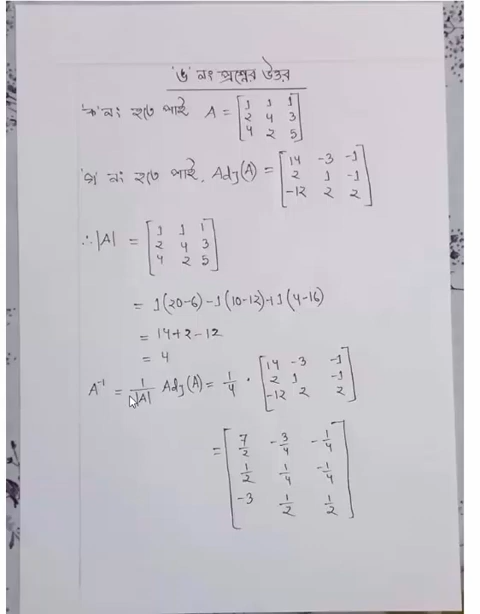 'ঙ' নং প্রশ্নের উত্তর
'ক' নং হতে পাই A = [1 1 1
2 4 3
4 2 5]
'গ' নং হতে পাই, Adj(A) = [14 -3 -1
2 1 -1
-12 2 2]
∴ |A| = [1 1 1
2 4 3
4 2 5]
= 1(20-6)-1(10-12)+1(4-16)
= 14+2-12
= 4
A⁻¹ = 1/|A| Adj(A) = 1/4 · [14 -3 -1
2 1 -1
-12 2 2]
= [7/2 -3/4 -1/4
1/2 1/4 -1/4
-3 1/2 1/2]